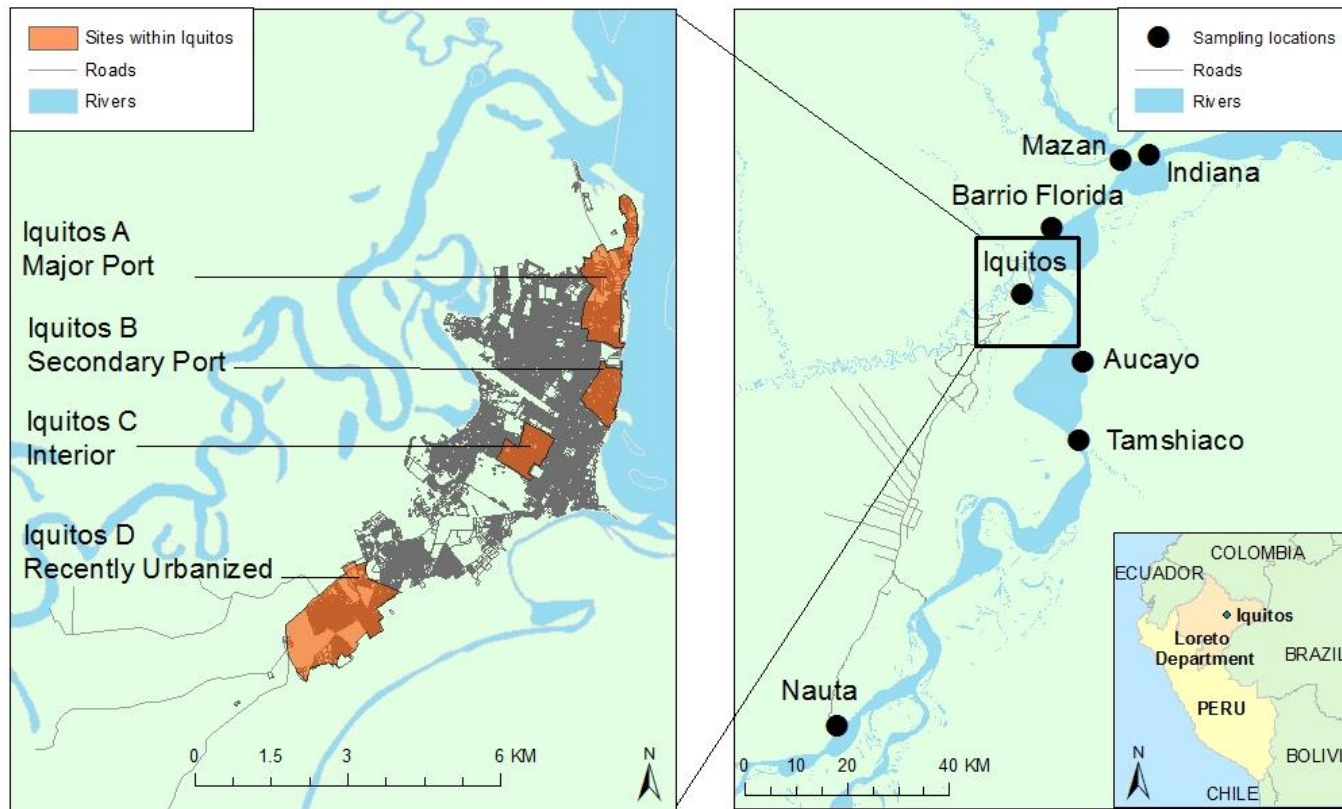 Sites within Iquitos
Roads
Rivers
Iquitos A
Major Port
Iquitos B
Secondary Port
Iquitos C
Interior
Iquitos D
Recently Urbanized
0 1.5 3 6 KM
N
Sampling locations
Roads
Rivers
Mazan
Indiana
Barrio Florida
Iquitos
Aucayo
Tamshiaco
Nauta
0 10 20 40 KM
COLOMBIA
ECUADOR
Iquitos
Loreto
Department
BRAZIL
PERU
BOLIVI
N
CHILE